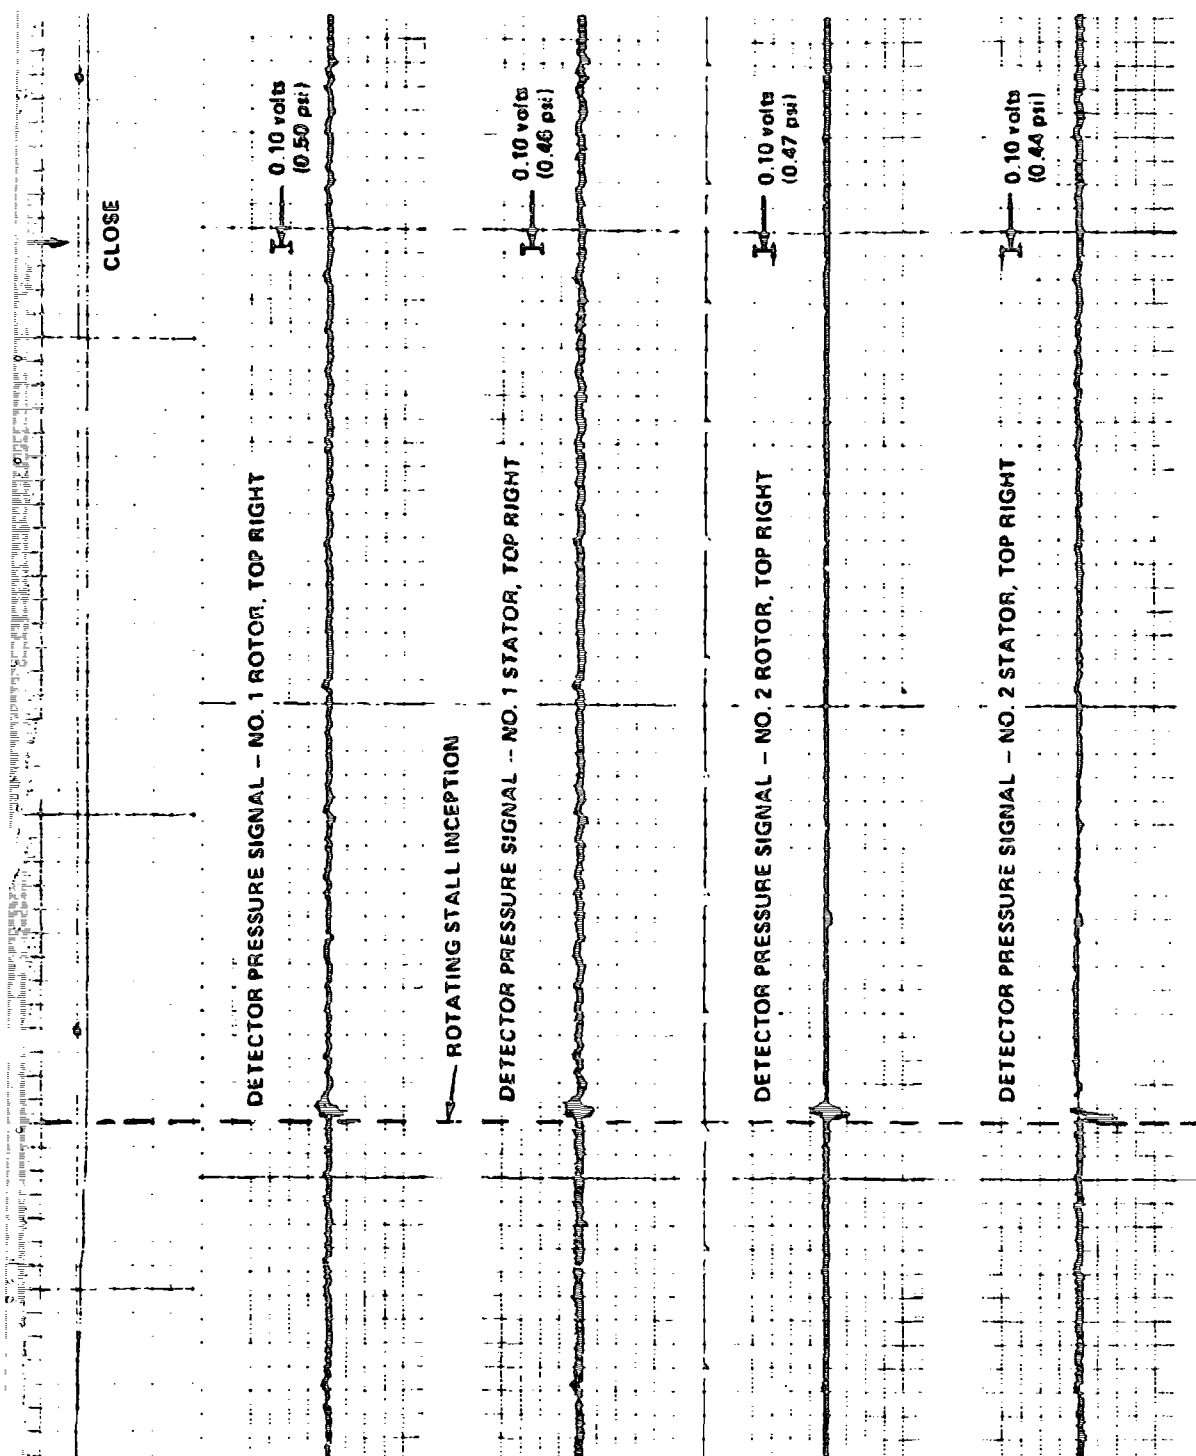 CLOSE
DETECTOR PRESSURE SIGNAL – NO. 1 ROTOR, TOP RIGHT
0.10 volts
(0.50 psi)
ROTATING STALL INCEPTION
DETECTOR PRESSURE SIGNAL -- NO. 1 STATOR, TOP RIGHT
0.10 volts
(0.46 psi)
DETECTOR PRESSURE SIGNAL – NO. 2 ROTOR, TOP RIGHT
0.10 volts
(0.47 psi)
DETECTOR PRESSURE SIGNAL – NO. 2 STATOR, TOP RIGHT
0.10 volts
(0.44 psi)